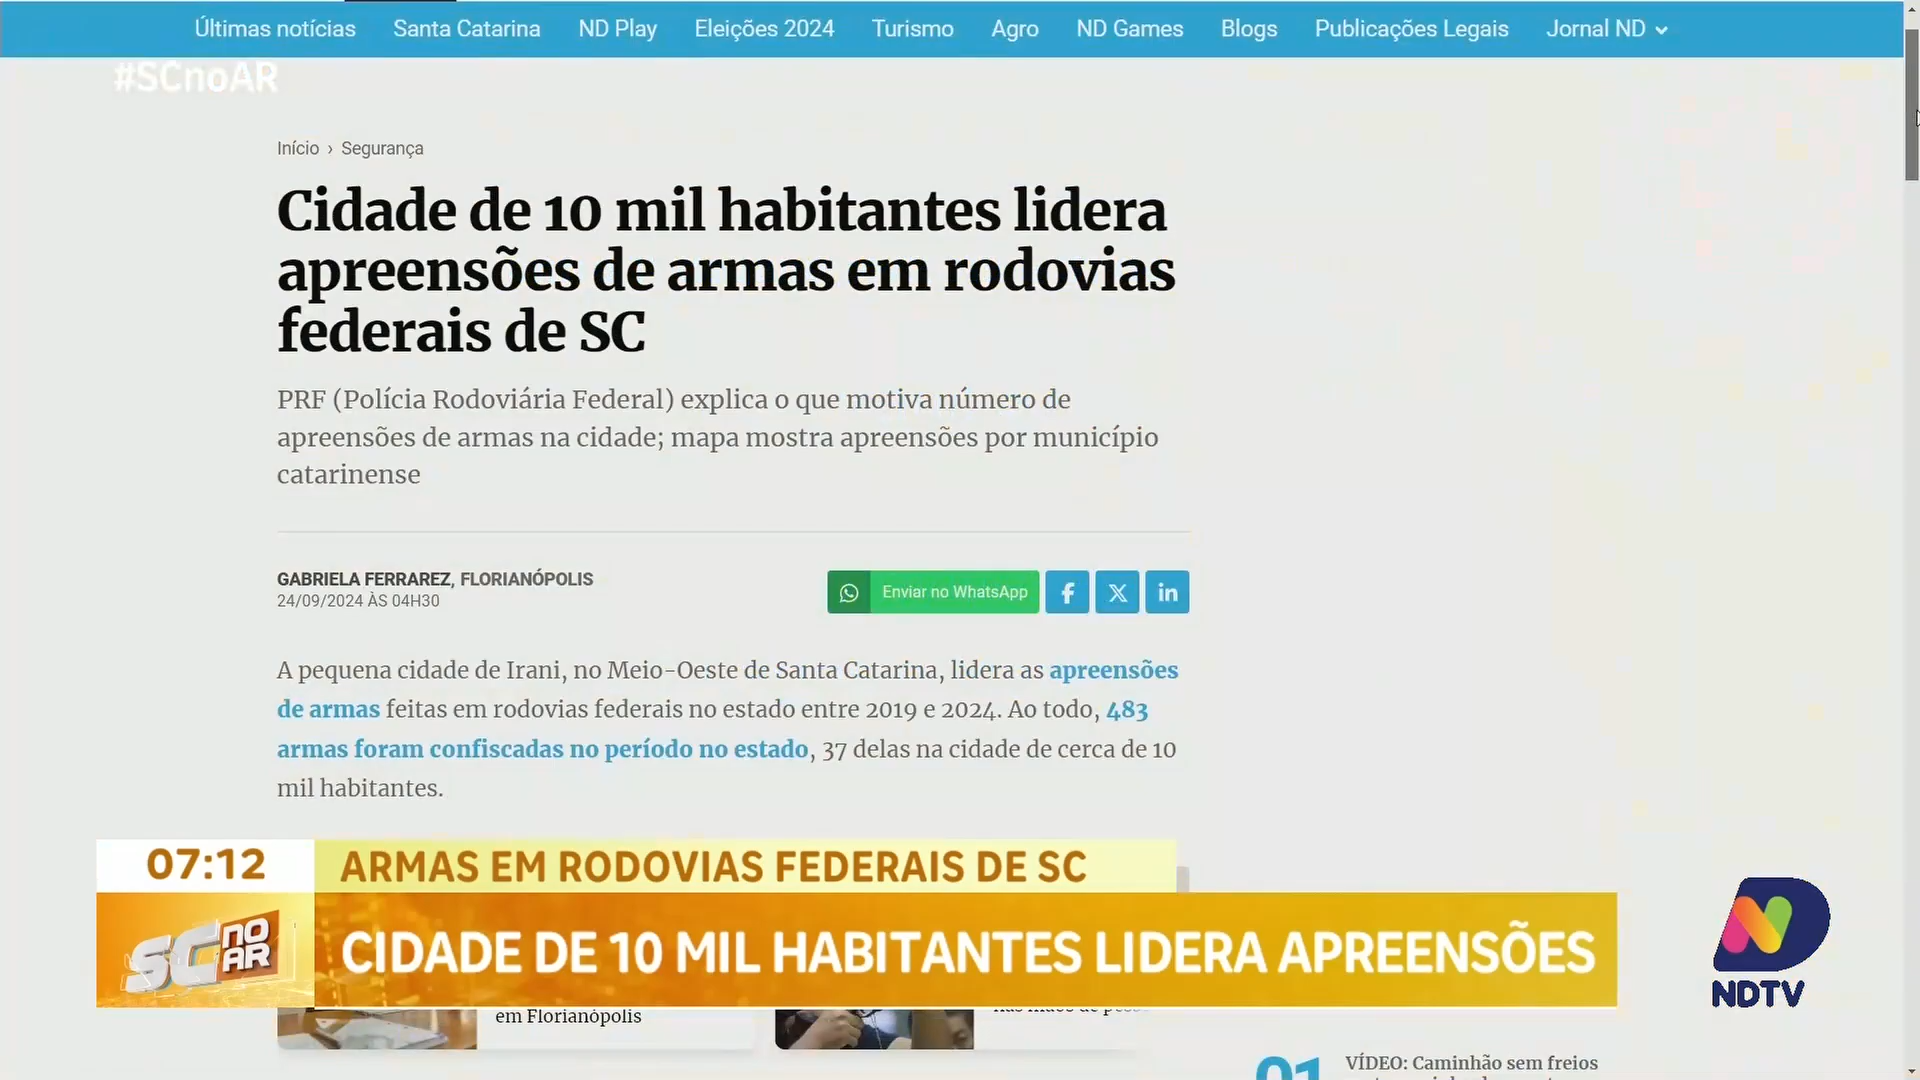 Últimas notícias Santa Catarina ND Play Eleições 2024 Turismo Agro ND Games Blogs Publicações Legais Jornal ND
#SCnoAR
Início › Segurança
Cidade de 10 mil habitantes lidera
apreensões de armas em rodovias
federais de SC
PRF (Polícia Rodoviária Federal) explica o que motiva número de
apreensões de armas na cidade; mapa mostra apreensões por município
catarinense
GABRIELA FERRAREZ, FLORIANÓPOLIS
24/09/2024 ÀS 04H30
Enviar no WhatsApp
A pequena cidade de Irani, no Meio-Oeste de Santa Catarina, lidera as apreensões
de armas feitas em rodovias federais no estado entre 2019 e 2024. Ao todo, 483
armas foram confiscadas no período no estado, 37 delas na cidade de cerca de 10
mil habitantes.
07:12
ARMAS EM RODOVIAS FEDERAIS DE SC
SC NO AR
CIDADE DE 10 MIL HABITANTES LIDERA APREENSÕES
NDTV
em Florianópolis
01
VÍDEO: Caminhão sem freios